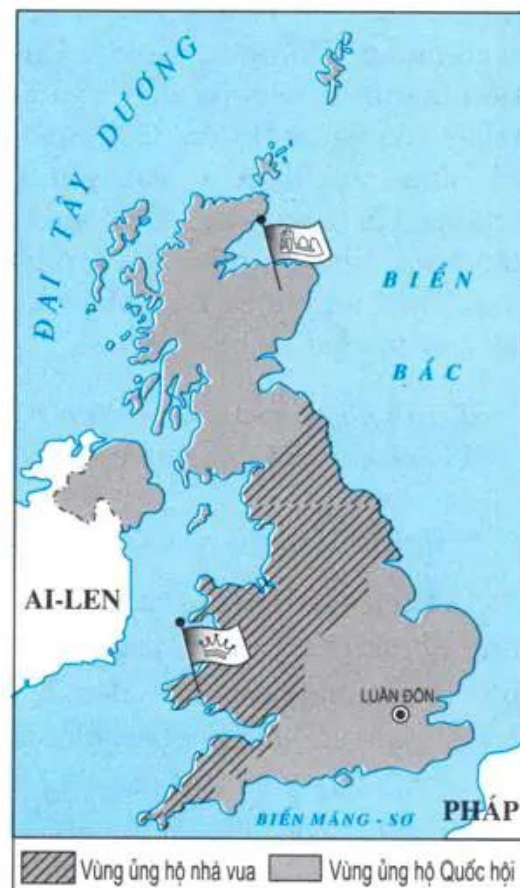 ĐẠI TÂY DƯƠNG
BIỂN
BẮC
AI-LEN
LUÂN ĐÔN
BIỂN MĂNG - SƠ
PHÁP
Vùng ủng hộ nhà vua
Vùng ủng hộ Quốc hội